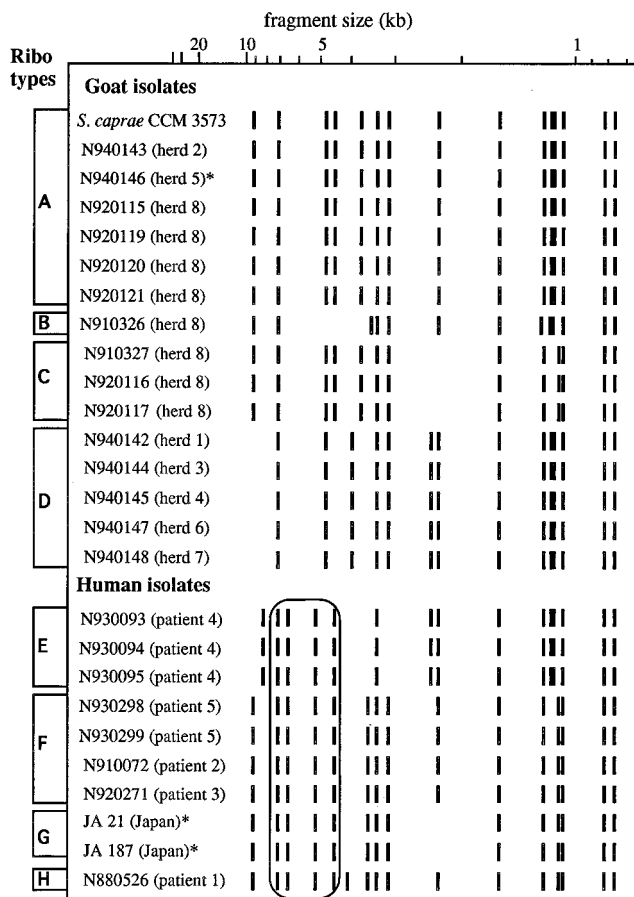 fragment size (kb)
20 10 5 1
Ribo
types
Goat isolates
S. caprae CCM 3573
N940143 (herd 2)
N940146 (herd 5)*
A
N920115 (herd 8)
N920119 (herd 8)
N920120 (herd 8)
N920121 (herd 8)
B
N910326 (herd 8)
N910327 (herd 8)
C
N920116 (herd 8)
N920117 (herd 8)
N940142 (herd 1)
N940144 (herd 3)
D
N940145 (herd 4)
N940147 (herd 6)
N940148 (herd 7)
Human isolates
N930093 (patient 4)
E
N930094 (patient 4)
N930095 (patient 4)
N930298 (patient 5)
F
N930299 (patient 5)
N910072 (patient 2)
N920271 (patient 3)
G
JA 21 (Japan)*
JA 187 (Japan)*
H
N880526 (patient 1)